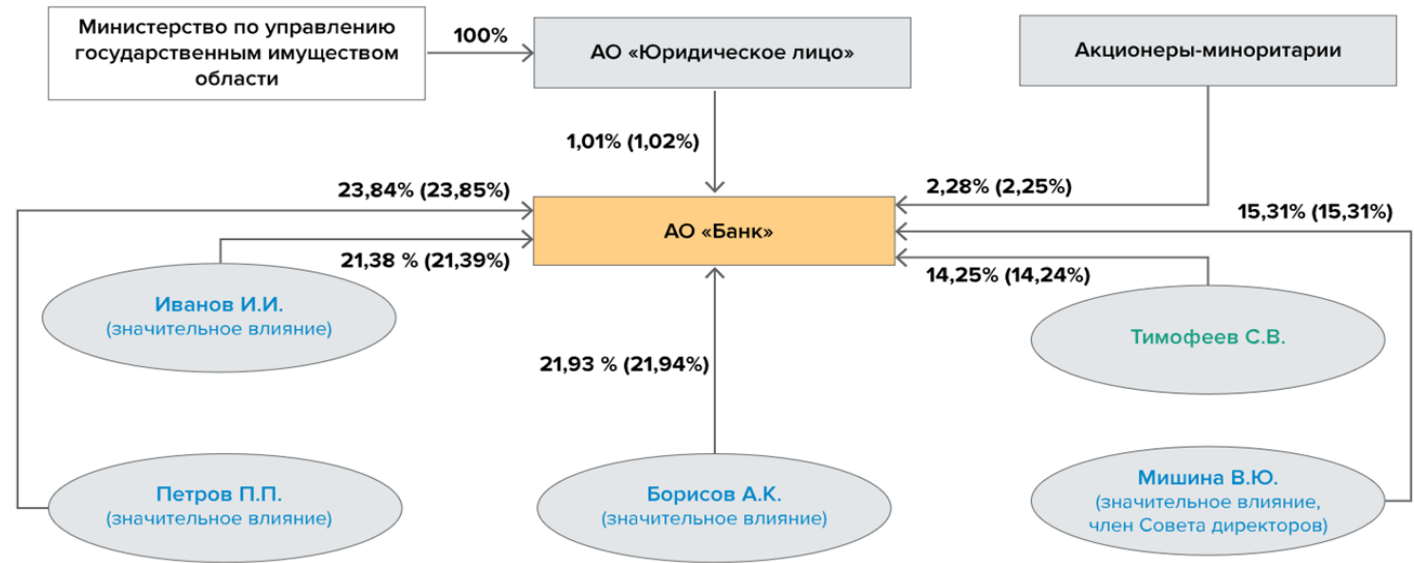 Министерство по управлению
государственным имуществом
области
100%
АО «Юридическое лицо»
Акционеры-миноритарии
1,01% (1,02%)
23,84% (23,85%)
2,28% (2,25%)
15,31% (15,31%)
АО «Банк»
21,38 % (21,39%)
14,25% (14,24%)
Иванов И.И.
(значительное влияние)
Тимофеев С.В.
21,93 % (21,94%)
Петров П.П.
(значительное влияние)
Борисов А.К.
(значительное влияние)
Мишина В.Ю.
(значительное влияние,
член Совета директоров)